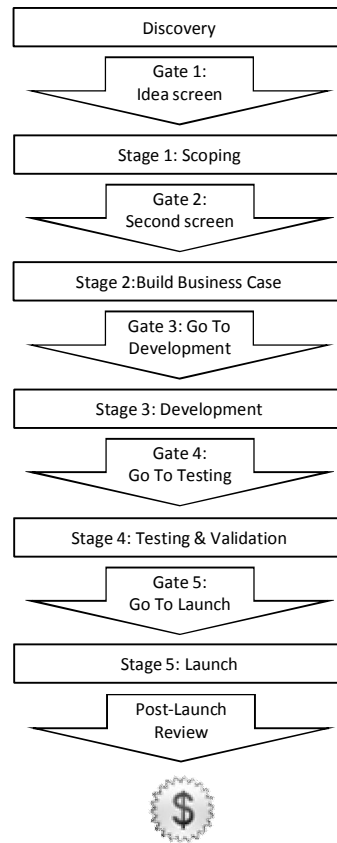 Discovery
Gate 1:
Idea screen
Stage 1: Scoping
Gate 2:
Second screen
Stage 2:Build Business Case
Gate 3: Go To
Development
Stage 3: Development
Gate 4:
Go To Testing
Stage 4: Testing & Validation
Gate 5:
Go To Launch
Stage 5: Launch
Post-Launch
Review
$